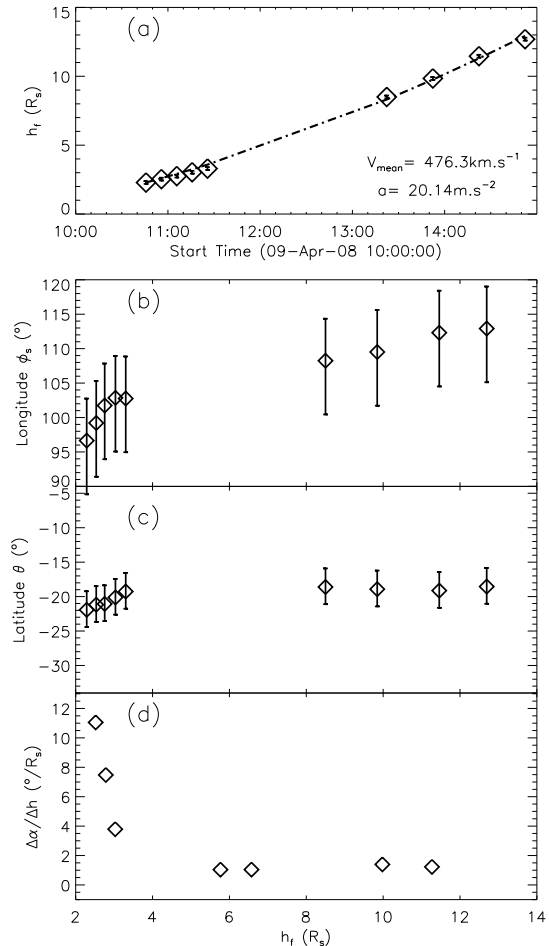 (a)
15
10
5
0
h_f (R_s)
V_mean= 476.3km.s⁻¹
a= 20.14m.s⁻²
10:00 11:00 12:00 13:00 14:00
Start Time (09-Apr-08 10:00:00)
(b)
120
115
110
105
100
95
90
Longitude ϕ_s (°)
(c)
−5
−10
−15
−20
−25
−30
Latitude θ (°)
(d)
12
10
8
6
4
2
0
Δα/Δh (°/R_s)
2 4 6 8 10 12 14
h_f (R_s)